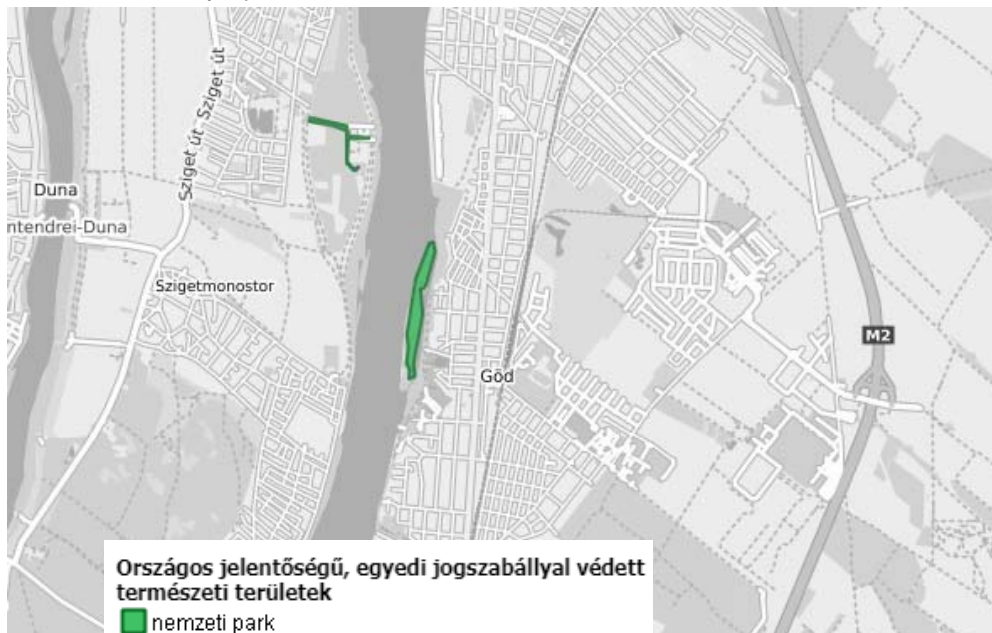 Sziget út
Sziget út
Duna
ntendrei-Duna
Szigetmonostor
M2
Göd
Országos jelentőségű, egyedi jogszabállyal védett
természeti területek
nemzeti park